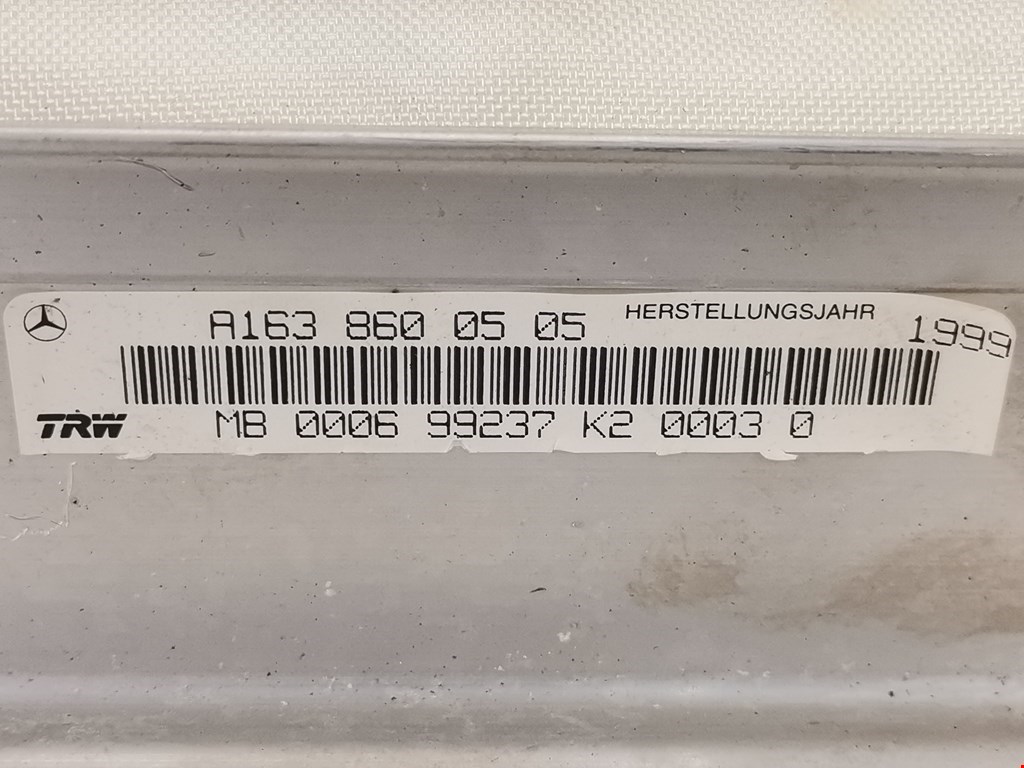 A163 860 05 05 HERSTELLUNGSJAHR 1999
TRW MB 0006 99237 K2 0003 0